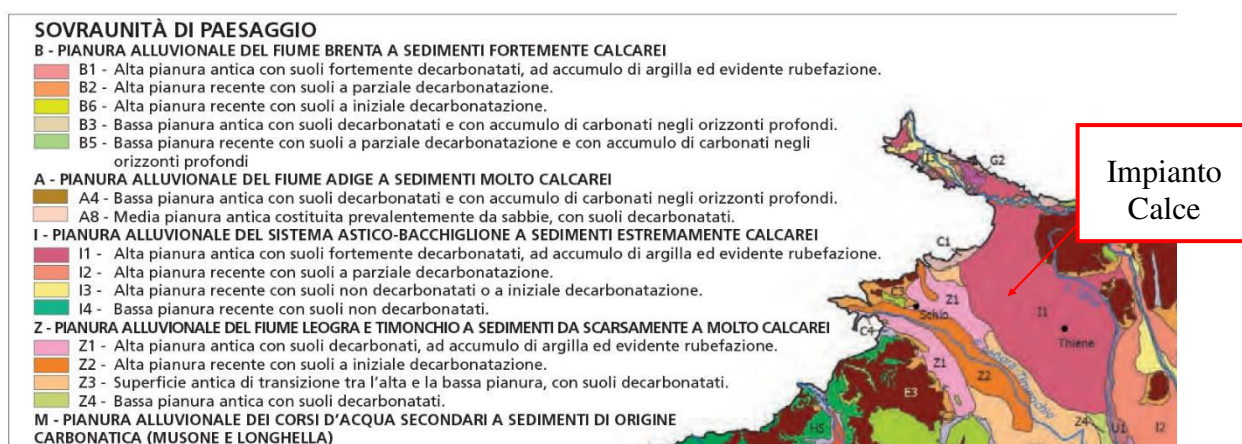 SOVRAUNITÀ DI PAESAGGIO
B - PIANURA ALLUVIONALE DEL FIUME BRENTA A SEDIMENTI FORTEMENTE CALCAREI
B1 - Alta pianura antica con suoli fortemente decarbonatati, ad accumulo di argilla ed evidente rubefazione.
B2 - Alta pianura recente con suoli a parziale decarbonatazione.
B6 - Alta pianura recente con suoli a iniziale decarbonatazione.
B3 - Bassa pianura antica con suoli decarbonatati e con accumulo di carbonati negli orizzonti profondi.
B5 - Bassa pianura recente con suoli a parziale decarbonatazione e con accumulo di carbonati negli
orizzonti profondi
A - PIANURA ALLUVIONALE DEL FIUME ADIGE A SEDIMENTI MOLTO CALCAREI
A4 - Bassa pianura antica con suoli decarbonatati e con accumulo di carbonati negli orizzonti profondi.
A8 - Media pianura antica costituita prevalentemente da sabbie, con suoli decarbonatati.
I - PIANURA ALLUVIONALE DEL SISTEMA ASTICO-BACCHIGLIONE A SEDIMENTI ESTREMAMENTE CALCAREI
I1 - Alta pianura antica con suoli fortemente decarbonatati, ad accumulo di argilla ed evidente rubefazione.
I2 - Alta pianura recente con suoli a parziale decarbonatazione.
I3 - Alta pianura recente con suoli non decarbonatati o a iniziale decarbonatazione.
I4 - Bassa pianura recente con suoli non decarbonatati.
Z - PIANURA ALLUVIONALE DEL FIUME LEOGRA E TIMONCHIO A SEDIMENTI DA SCARSAMENTE A MOLTO CALCAREI
Z1 - Alta pianura antica con suoli decarbonati, ad accumulo di argilla ed evidente rubefazione.
Z2 - Alta pianura recente con suoli a iniziale decarbonatazione.
Z3 - Superficie antica di transizione tra l'alta e la bassa pianura, con suoli decarbonatati.
Z4 - Bassa pianura antica con suoli decarbonatati.
M - PIANURA ALLUVIONALE DEI CORSI D'ACQUA SECONDARI A SEDIMENTI DI ORIGINE
CARBONATICA (MUSONE E LONGHELLA)
Impianto
Calce
I3
G2
C1
Z1
Schio
I1
Thiene
C4
Z1
Z2
E3
Z4
U1
I2
H5